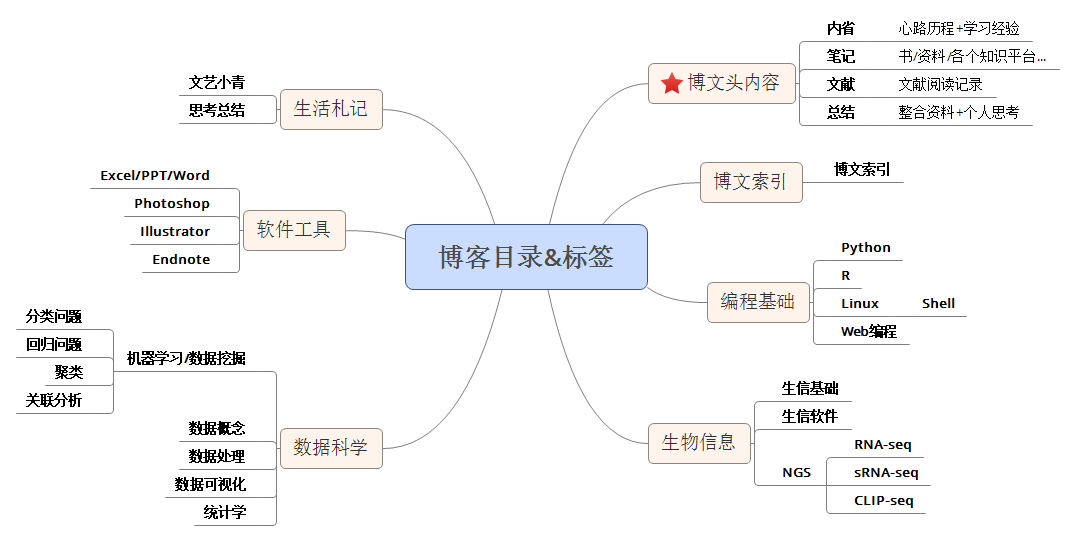 博客目录&标签
博文头内容
内省 心路历程+学习经验
笔记 书/资料/各个知识平台...
文献 文献阅读记录
总结 整合资料+个人思考
博文索引
博文索引
编程基础
Python
R
Linux Shell
Web编程
生物信息
生信基础
生信软件
NGS
RNA-seq
sRNA-seq
CLIP-seq
生活札记
文艺小青
思考总结
软件工具
Excel/PPT/Word
Photoshop
Illustrator
Endnote
数据科学
机器学习/数据挖掘
分类问题
回归问题
聚类
关联分析
数据概念
数据处理
数据可视化
统计学